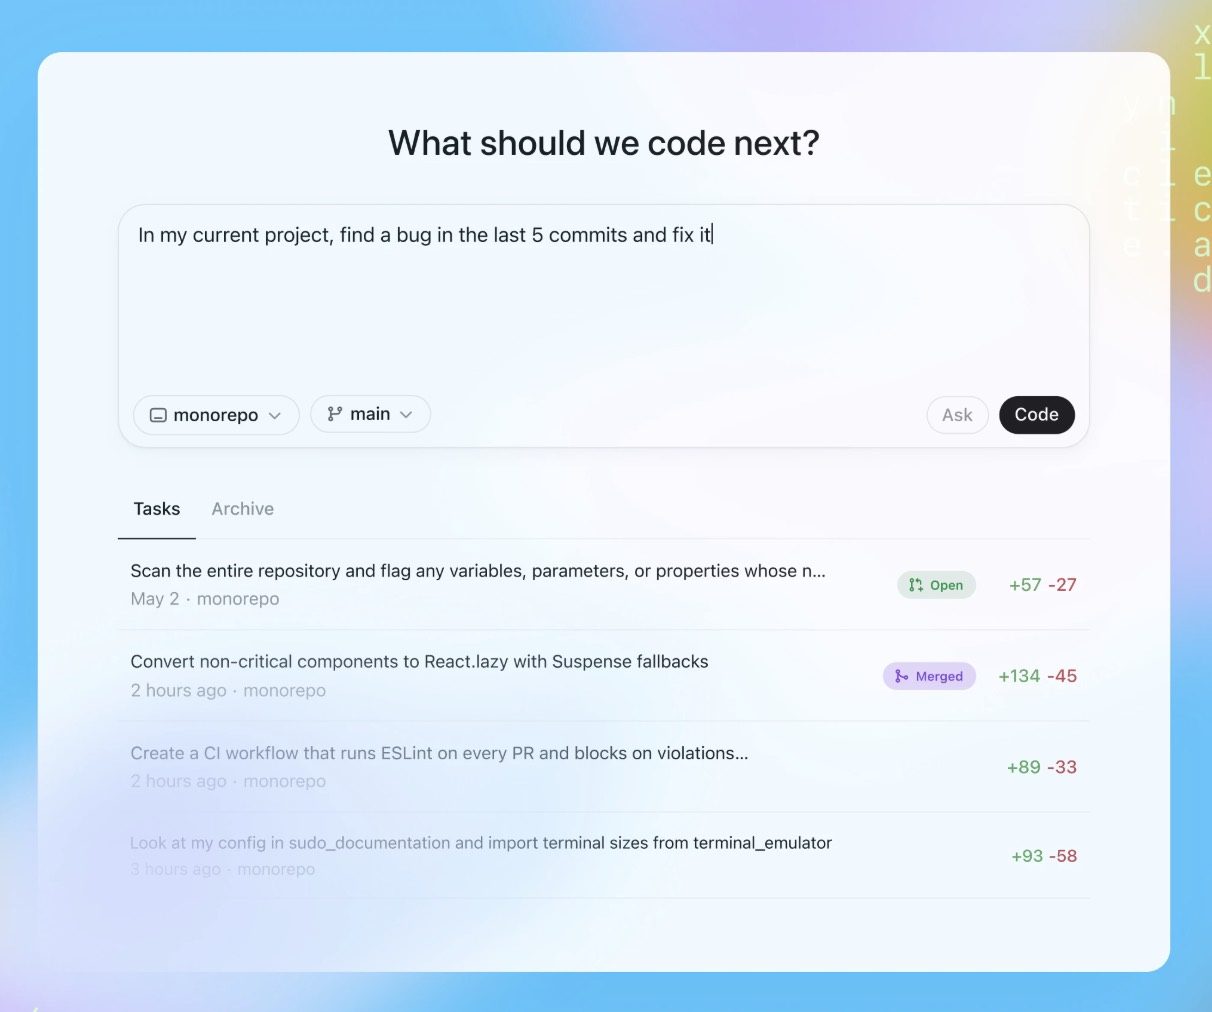 What should we code next?
In my current project, find a bug in the last 5 commits and fix it
monorepo
main
Ask
Code
Tasks
Archive
Scan the entire repository and flag any variables, parameters, or properties whose n...
May 2 · monorepo
Open
+57 -27
Convert non-critical components to React.lazy with Suspense fallbacks
2 hours ago · monorepo
Merged
+134 -45
Create a CI workflow that runs ESLint on every PR and blocks on violations...
2 hours ago · monorepo
+89 -33
Look at my config in sudo_documentation and import terminal sizes from terminal_emulator
3 hours ago · monorepo
+93 -58
x
l
y n
i
c l e
t i c
e . a
d